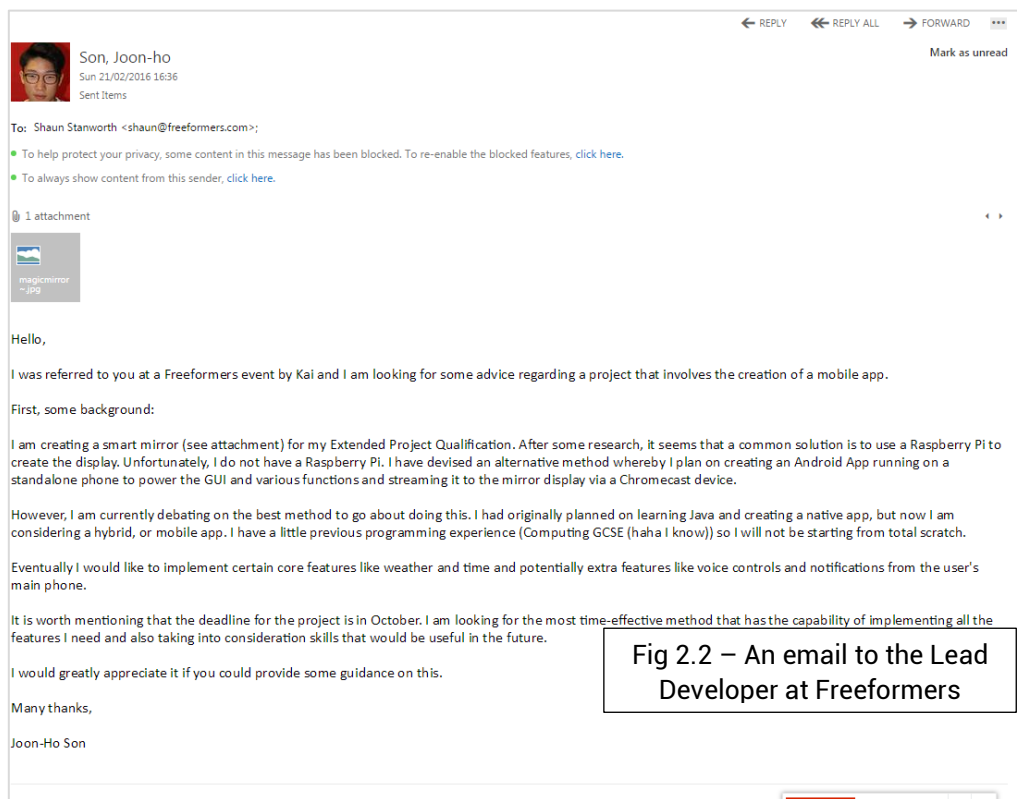 REPLY REPLY ALL FORWARD
Son, Joon-ho
Mark as unread
Sun 21/02/2016 16:36
Sent Items
To: Shaun Stanworth <shaun@freeformers.com>;
To help protect your privacy, some content in this message has been blocked. To re-enable the blocked features, click here.
To always show content from this sender, click here.
1 attachment
magicmirror
~.jpg
Hello,
I was referred to you at a Freeformers event by Kai and I am looking for some advice regarding a project that involves the creation of a mobile app.
First, some background:
I am creating a smart mirror (see attachment) for my Extended Project Qualification. After some research, it seems that a common solution is to use a Raspberry Pi to
create the display. Unfortunately, I do not have a Raspberry Pi. I have devised an alternative method whereby I plan on creating an Android App running on a
standalone phone to power the GUI and various functions and streaming it to the mirror display via a Chromecast device.
However, I am currently debating on the best method to go about doing this. I had originally planned on learning Java and creating a native app, but now I am
considering a hybrid, or mobile app. I have a little previous programming experience (Computing GCSE (haha I know)) so I will not be starting from total scratch.
Eventually I would like to implement certain core features like weather and time and potentially extra features like voice controls and notifications from the user's
main phone.
It is worth mentioning that the deadline for the project is in October. I am looking for the most time-effective method that has the capability of implementing all the
features I need and also taking into consideration skills that would be useful in the future.
I would greatly appreciate it if you could provide some guidance on this.
Many thanks,
Joon-Ho Son
Fig 2.2 – An email to the Lead
Developer at Freeformers